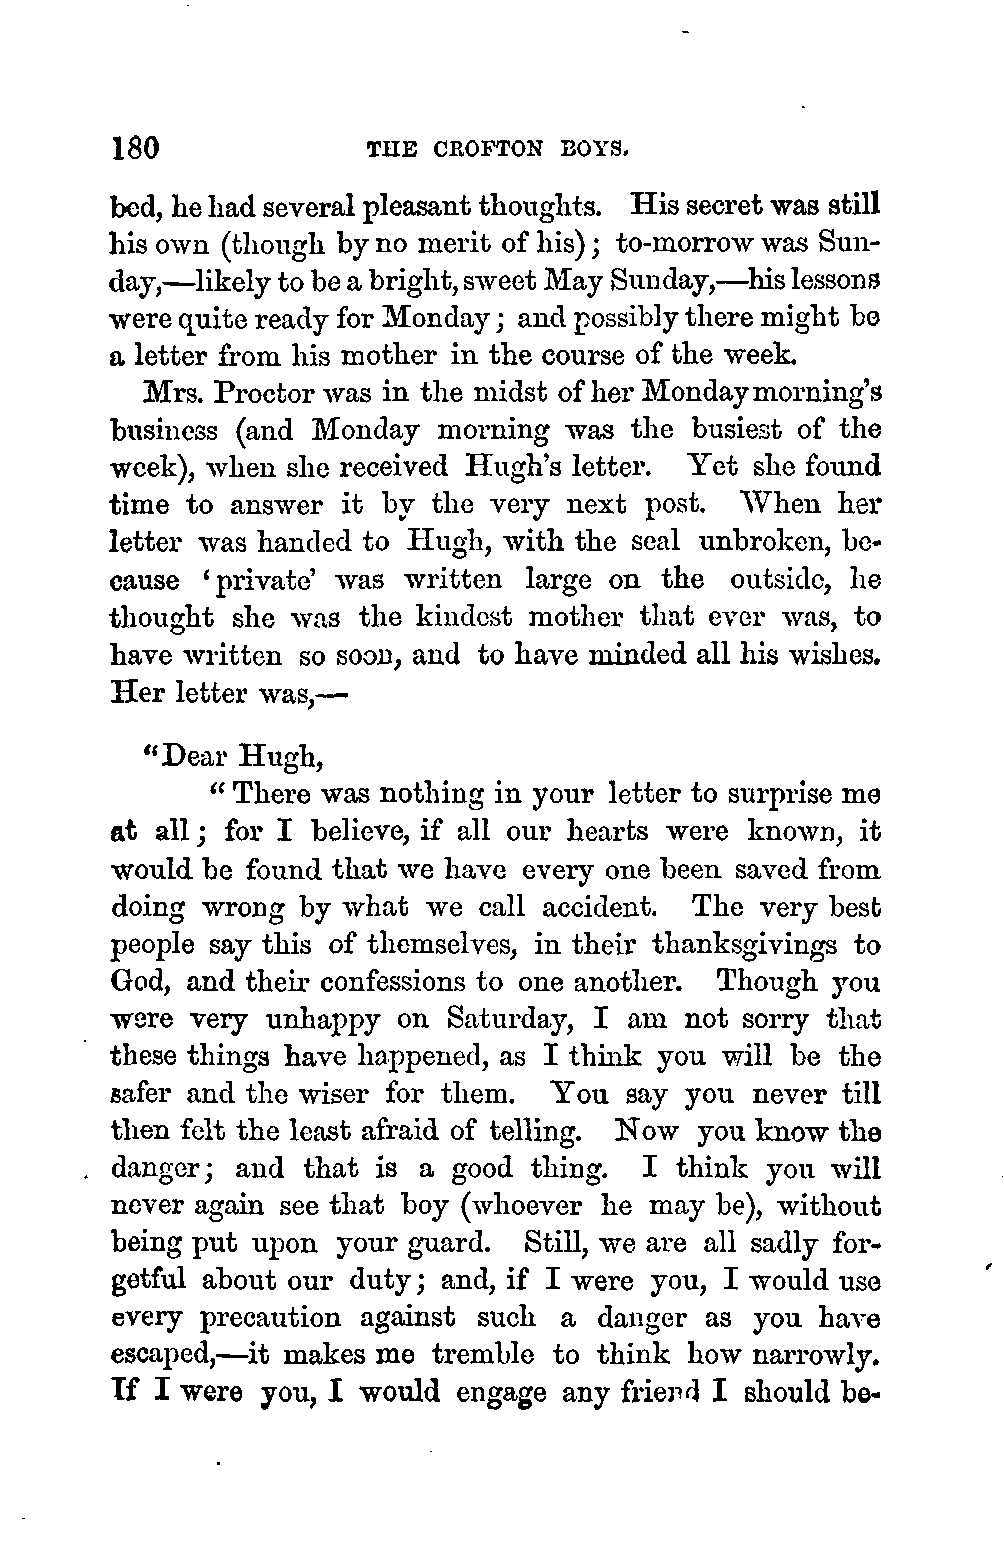 180 THE CROFTON BOYS.
bed, he had several pleasant thoughts. His secret was still
his own (though by no merit of his); to-morrow was Sun-
day,—likely to be a bright, sweet May Sunday,—his lessons
were quite ready for Monday; and possibly there might be
a letter from his mother in the course of the week.
Mrs. Proctor was in the midst of her Monday morning's
business (and Monday morning was the busiest of the
week), when she received Hugh's letter. Yet she found
time to answer it by the very next post. When her
letter was handed to Hugh, with the seal unbroken, be-
cause 'private' was written large on the outside, he
thought she was the kindest mother that ever was, to
have written so soon, and to have minded all his wishes.
Her letter was,—
"Dear Hugh,
"There was nothing in your letter to surprise me
at all; for I believe, if all our hearts were known, it
would be found that we have every one been saved from
doing wrong by what we call accident. The very best
people say this of themselves, in their thanksgivings to
God, and their confessions to one another. Though you
were very unhappy on Saturday, I am not sorry that
these things have happened, as I think you will be the
safer and the wiser for them. You say you never till
then felt the least afraid of telling. Now you know the
danger; and that is a good thing. I think you will
never again see that boy (whoever he may be), without
being put upon your guard. Still, we are all sadly for-
getful about our duty; and, if I were you, I would use
every precaution against such a danger as you have
escaped,—it makes me tremble to think how narrowly.
If I were you, I would engage any friend I should be-